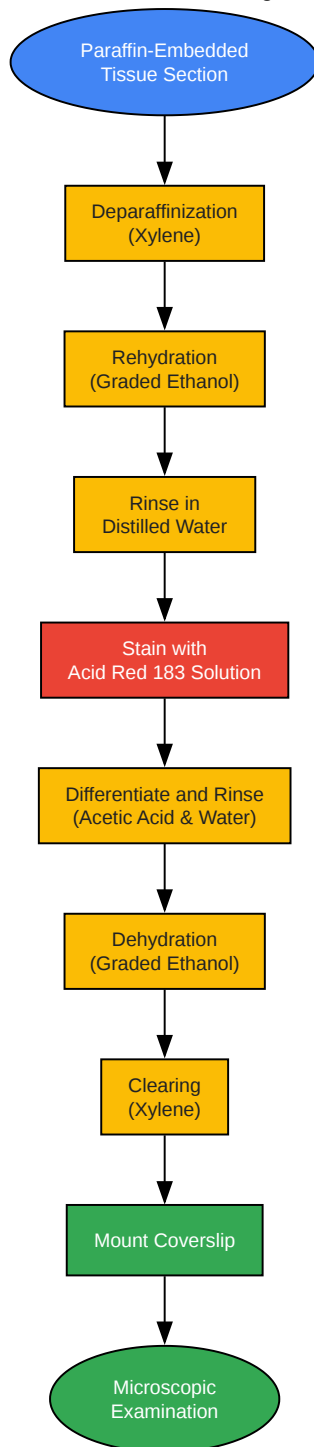 Paraffin-Embedded
Tissue Section
Deparaffinization
(Xylene)
Rehydration
(Graded Ethanol)
Rinse in
Distilled Water
Stain with
Acid Red 183 Solution
Differentiate and Rinse
(Acetic Acid & Water)
Dehydration
(Graded Ethanol)
Clearing
(Xylene)
Mount Coverslip
Microscopic
Examination